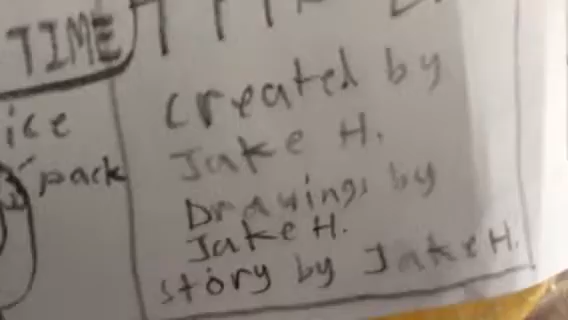 TIME
ice
pack
created by
Jake H.
Drawings by
Jake H.
story by Jake H.